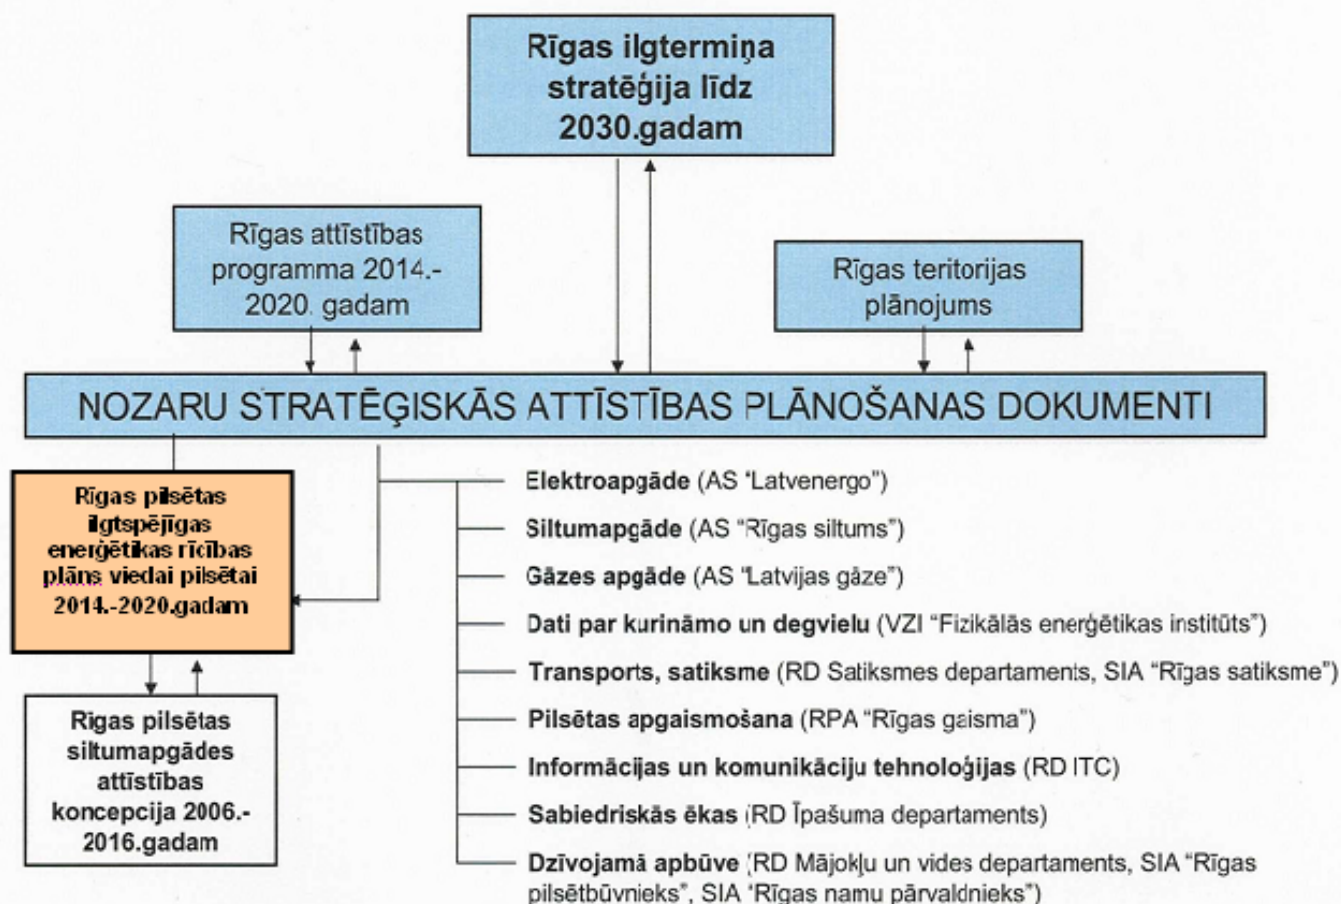 Rīgas ilgtermiņa
stratēģija līdz
2030.gadam
Rīgas attīstības
programma 2014.-
2020. gadam
Rīgas teritorijas
plānojums
NOZARU STRATĒĢISKĀS ATTĪSTĪBAS PLĀNOŠANAS DOKUMENTI
Rīgas pilsētas
ilgtspējīgas
enerģētikas rīcības
plāns viedai pilsētai
2014.-2020.gadam
Rīgas pilsētas
siltumapgādes
attīstības
koncepcija 2006.-
2016.gadam
Elektroapgāde (AS "Latvenergo")
Siltumapgāde (AS "Rīgas siltums")
Gāzes apgāde (AS "Latvijas gāze")
Dati par kurināmo un degvielu (VZI "Fizikālās enerģētikas institūts")
Transports, satiksme (RD Satiksmes departaments, SIA "Rīgas satiksme")
Pilsētas apgaismošana (RPA "Rīgas gaisma")
Informācijas un komunikāciju tehnoloģijas (RD ITC)
Sabiedriskās ēkas (RD Īpašuma departaments)
Dzīvojamā apbūve (RD Mājokļu un vides departaments, SIA "Rīgas
pilsētbūvnieks", SIA "Rīgas namu pārvaldnieks")